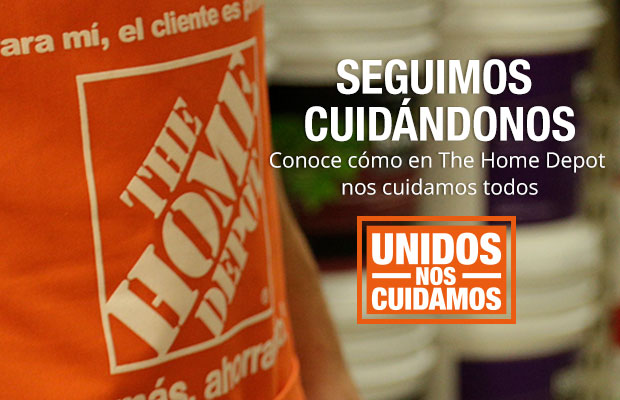 ara mí, el cliente es
THE
HOME
DEPOT
más, ahorra
SEGUIMOS
CUIDÁNDONOS
Conoce cómo en The Home Depot
nos cuidamos todos
UNIDOS
NOS
CUIDAMOS